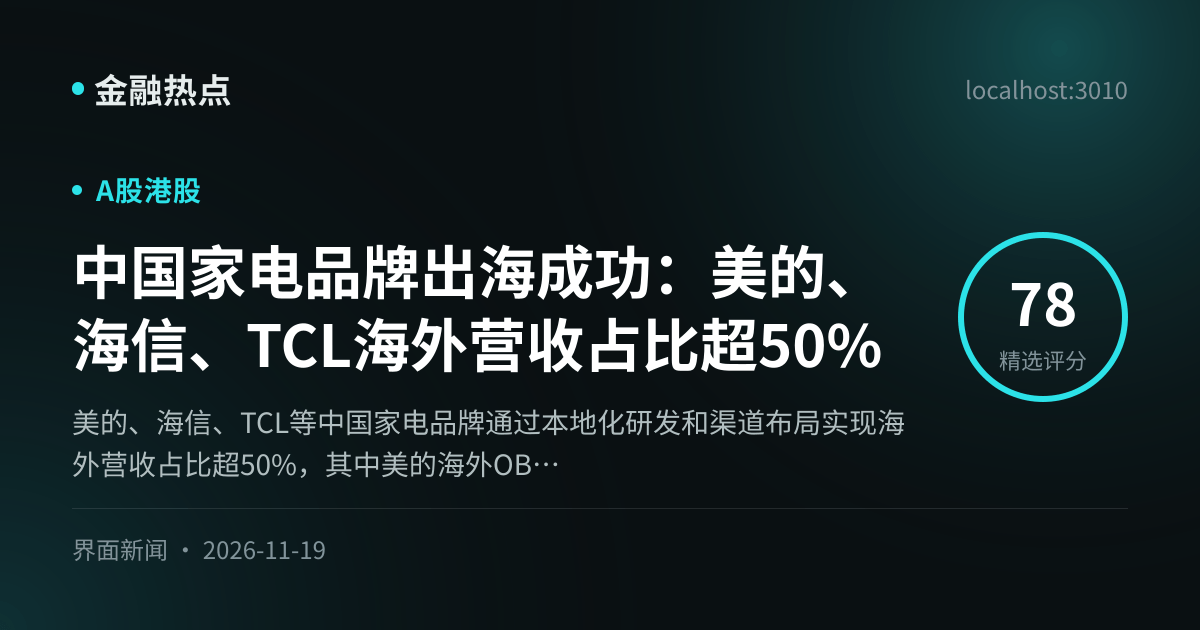 金融热点
localhost:3010
A股港股
中国家电品牌出海成功：美的、
海信、TCL海外营收占比超50%
78
精选评分
美的、海信、TCL等中国家电品牌通过本地化研发和渠道布局实现海
外营收占比超50%，其中美的海外OB…
界面新闻 · 2026-11-19